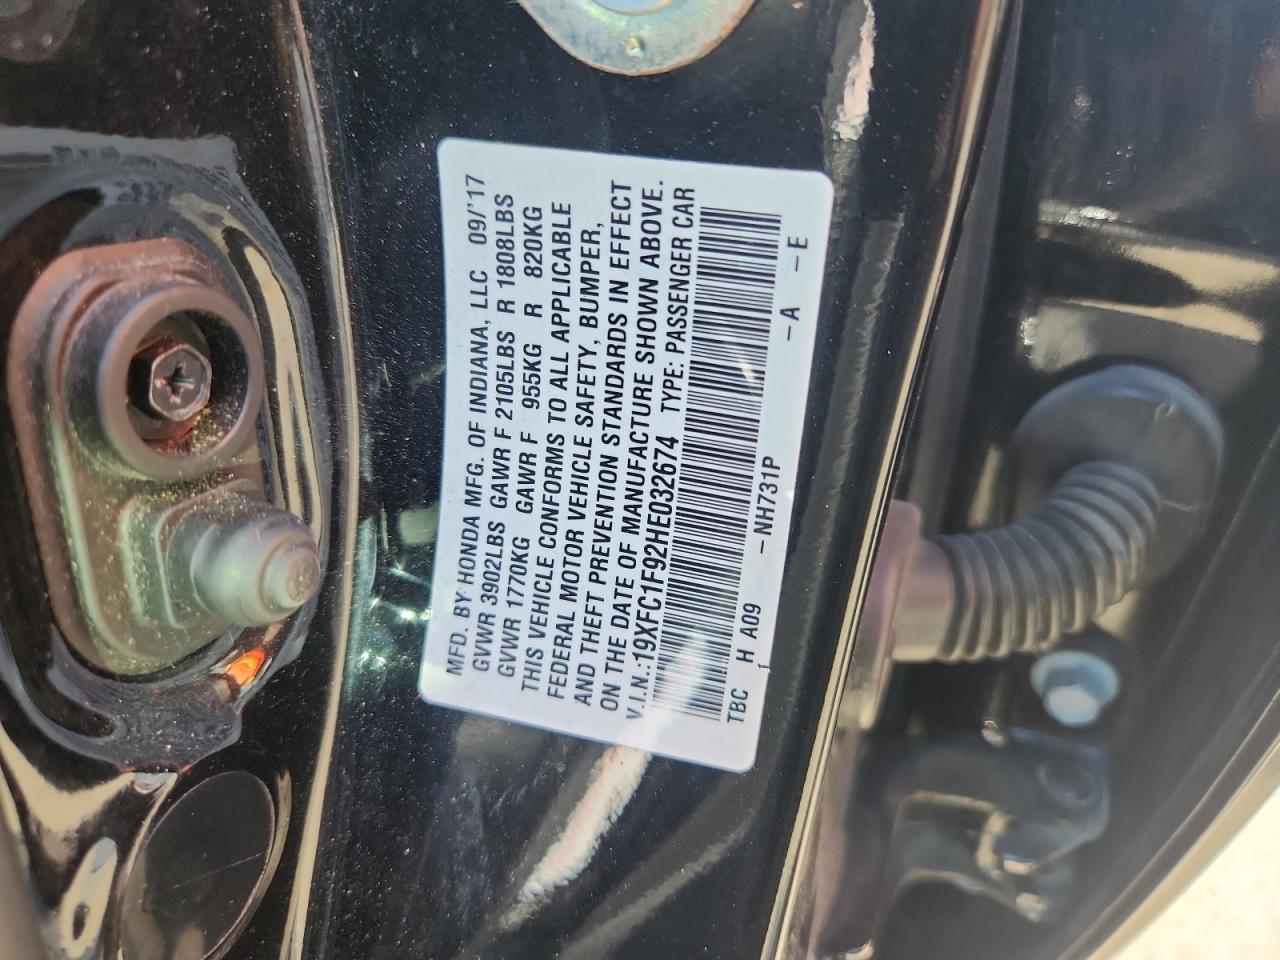 MFD. BY HONDA MFG. OF INDIANA, LLC 09/'17
GVWR 3902LBS GAWR F 2105LBS R 1808LBS
GVWR 1770KG GAWR F 955KG R 820KG
THIS VEHICLE CONFORMS TO ALL APPLICABLE
FEDERAL MOTOR VEHICLE SAFETY, BUMPER,
AND THEFT PREVENTION STANDARDS IN EFFECT
ON THE DATE OF MANUFACTURE SHOWN ABOVE.
V.I.N.:19XFC1F92HE032674 TYPE: PASSENGER CAR
TBC H A09 -NH731P -A -E